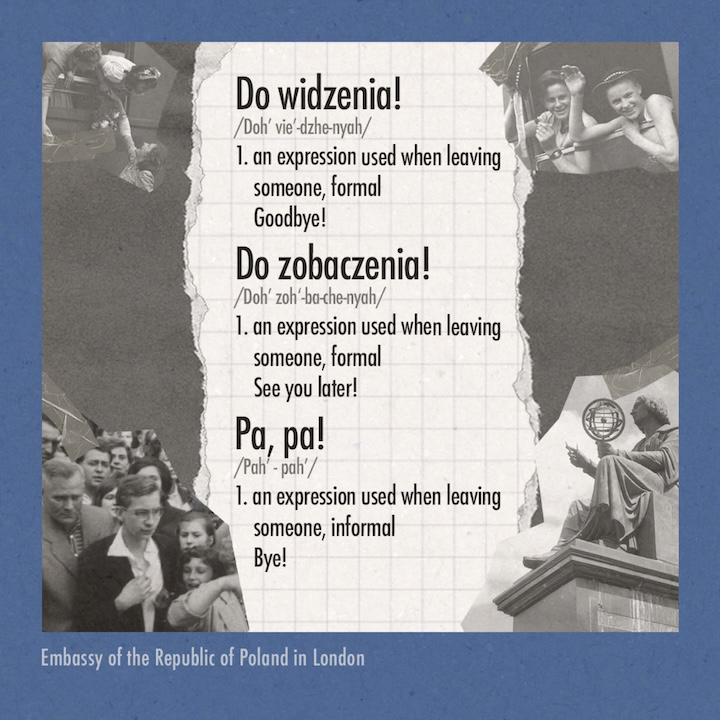 Do widzenia!
/Doh’ vie’-dzhe-nyah/
1. an expression used when leaving
someone, formal
Goodbye!
Do zobaczenia!
/Doh’ zoh‘-ba-che-nyah/
1. an expression used when leaving
someone, formal
See you later!
Pa, pa!
/Pah’ - pah’/
1. an expression used when leaving
someone, informal
Bye!
Embassy of the Republic of Poland in London